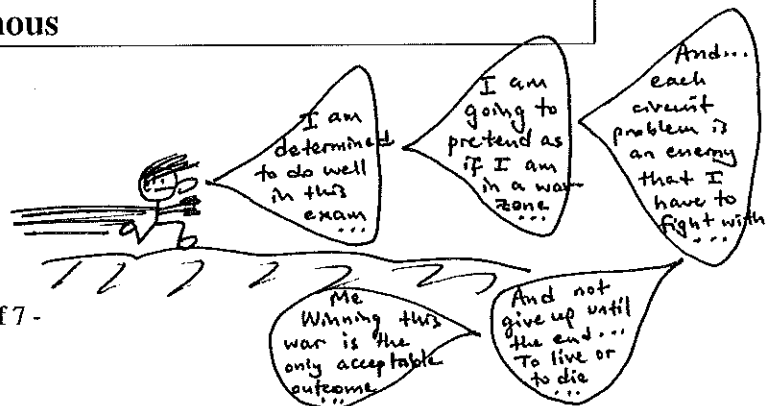 nous
I am
determined
to do well
in this
exam
...
I am
going to
pretend as
if I am
in a war
zone
...
And...
each
circuit
problem is
an enemy
that I
have to
fight with
...
And not
give up until
the end...
To live or
to die
...
Me
Winning this
war is the
only acceptable
outcome
...
f 7 -